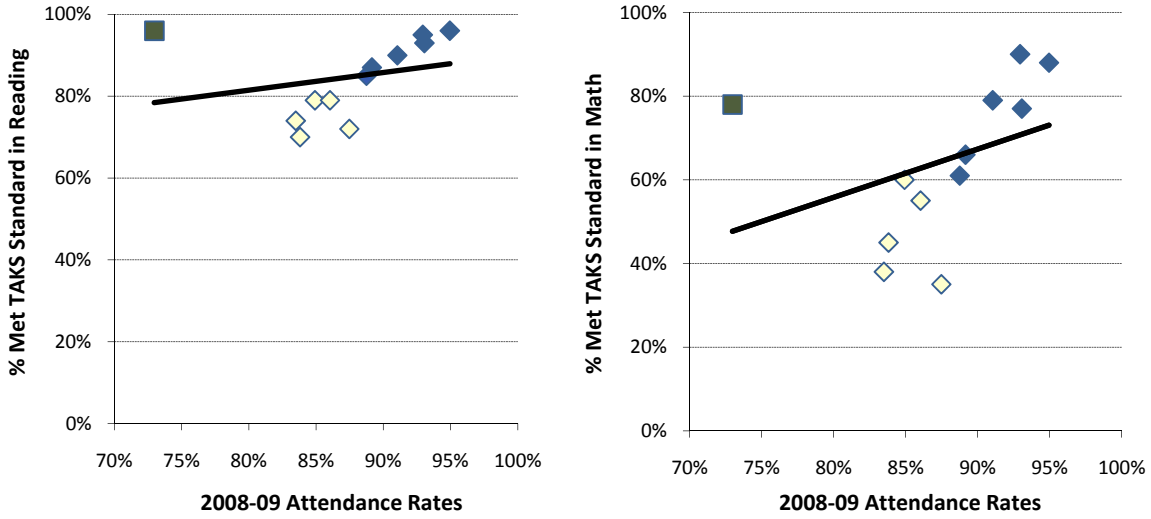 % Met TAKS Standard in Reading
100%
80%
60%
40%
20%
0%
70% 75% 80% 85% 90% 95% 100%
2008-09 Attendance Rates
% Met TAKS Standard in Math
100%
80%
60%
40%
20%
0%
70% 75% 80% 85% 90% 95% 100%
2008-09 Attendance Rates